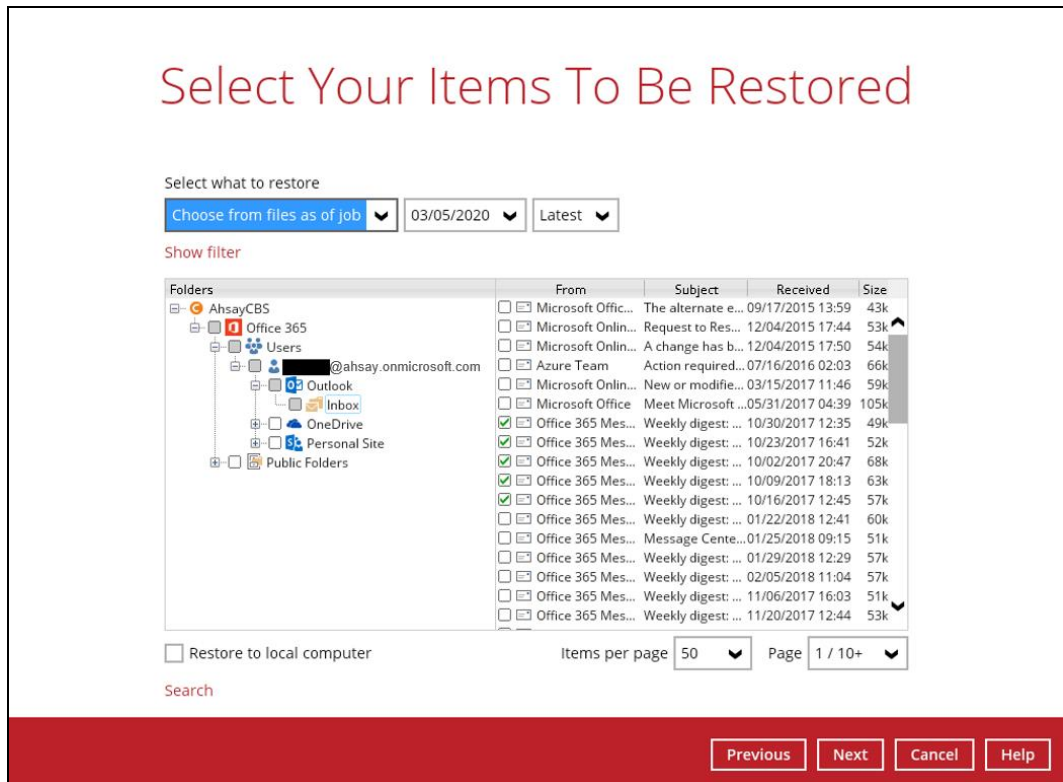 Select Your Items To Be Restored
Select what to restore
Choose from files as of job 03/05/2020 Latest
Show filter
Folders From Subject Received Size
AhsayCBS
Office 365
Users
@ahsay.onmicrosoft.com
Outlook
Inbox
OneDrive
Personal Site
Public Folders
Microsoft Offic... The alternate e... 09/17/2015 13:59 43k
Microsoft Onlin... Request to Res... 12/04/2015 17:44 53k
Microsoft Onlin... A change has b... 12/04/2015 17:50 54k
Azure Team Action required... 07/16/2016 02:03 66k
Microsoft Onlin... New or modifie... 03/15/2017 11:46 59k
Microsoft Office Meet Microsoft ... 05/31/2017 04:39 105k
Office 365 Mes... Weekly digest: ... 10/30/2017 12:35 49k
Office 365 Mes... Weekly digest: ... 10/23/2017 16:41 52k
Office 365 Mes... Weekly digest: ... 10/02/2017 20:47 68k
Office 365 Mes... Weekly digest: ... 10/09/2017 18:13 63k
Office 365 Mes... Weekly digest: ... 10/16/2017 12:45 57k
Office 365 Mes... Weekly digest: ... 01/22/2018 12:41 60k
Office 365 Mes... Message Cente... 01/25/2018 09:15 51k
Office 365 Mes... Weekly digest: ... 01/29/2018 12:29 57k
Office 365 Mes... Weekly digest: ... 02/05/2018 11:04 57k
Office 365 Mes... Weekly digest: ... 11/06/2017 16:03 51k
Office 365 Mes... Weekly digest: ... 11/20/2017 12:44 53k
Restore to local computer Items per page 50 Page 1 / 10+
Search
Previous Next Cancel Help